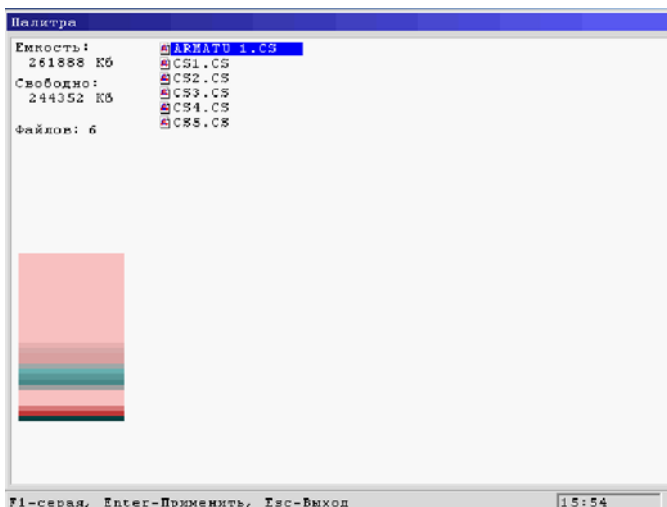 Палитра
Емкость:
261888 Кб
Свободно:
244352 Кб
Файлов: 6
ARMATU 1.CS
CS1.CS
CS2.CS
CS3.CS
CS4.CS
CS5.CS
F1-серая, Enter-Применить, Esc-Выход
15:54